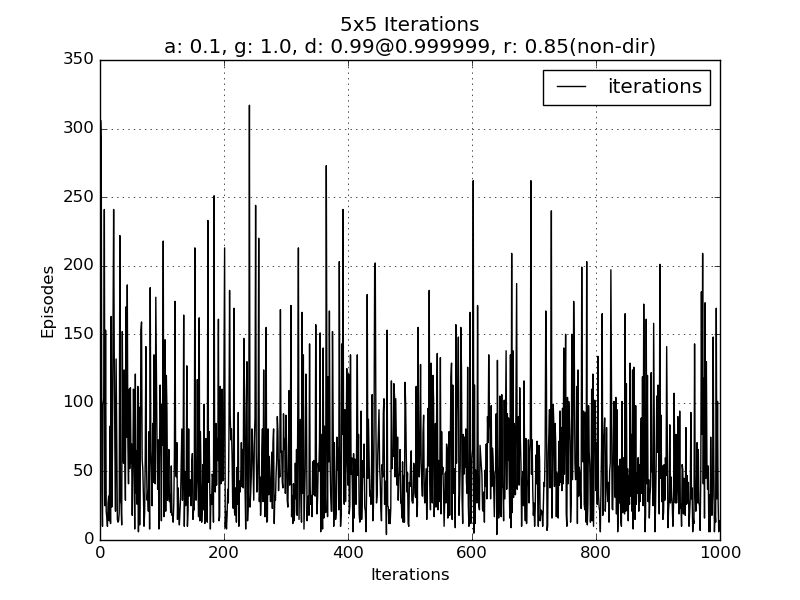 5x5 Iterations
a: 0.1, g: 1.0, d: 0.99@0.999999, r: 0.85(non-dir)
350
iterations
300
250
200
Episodes
150
100
50
0
0 200 400 600 800 1000
Iterations